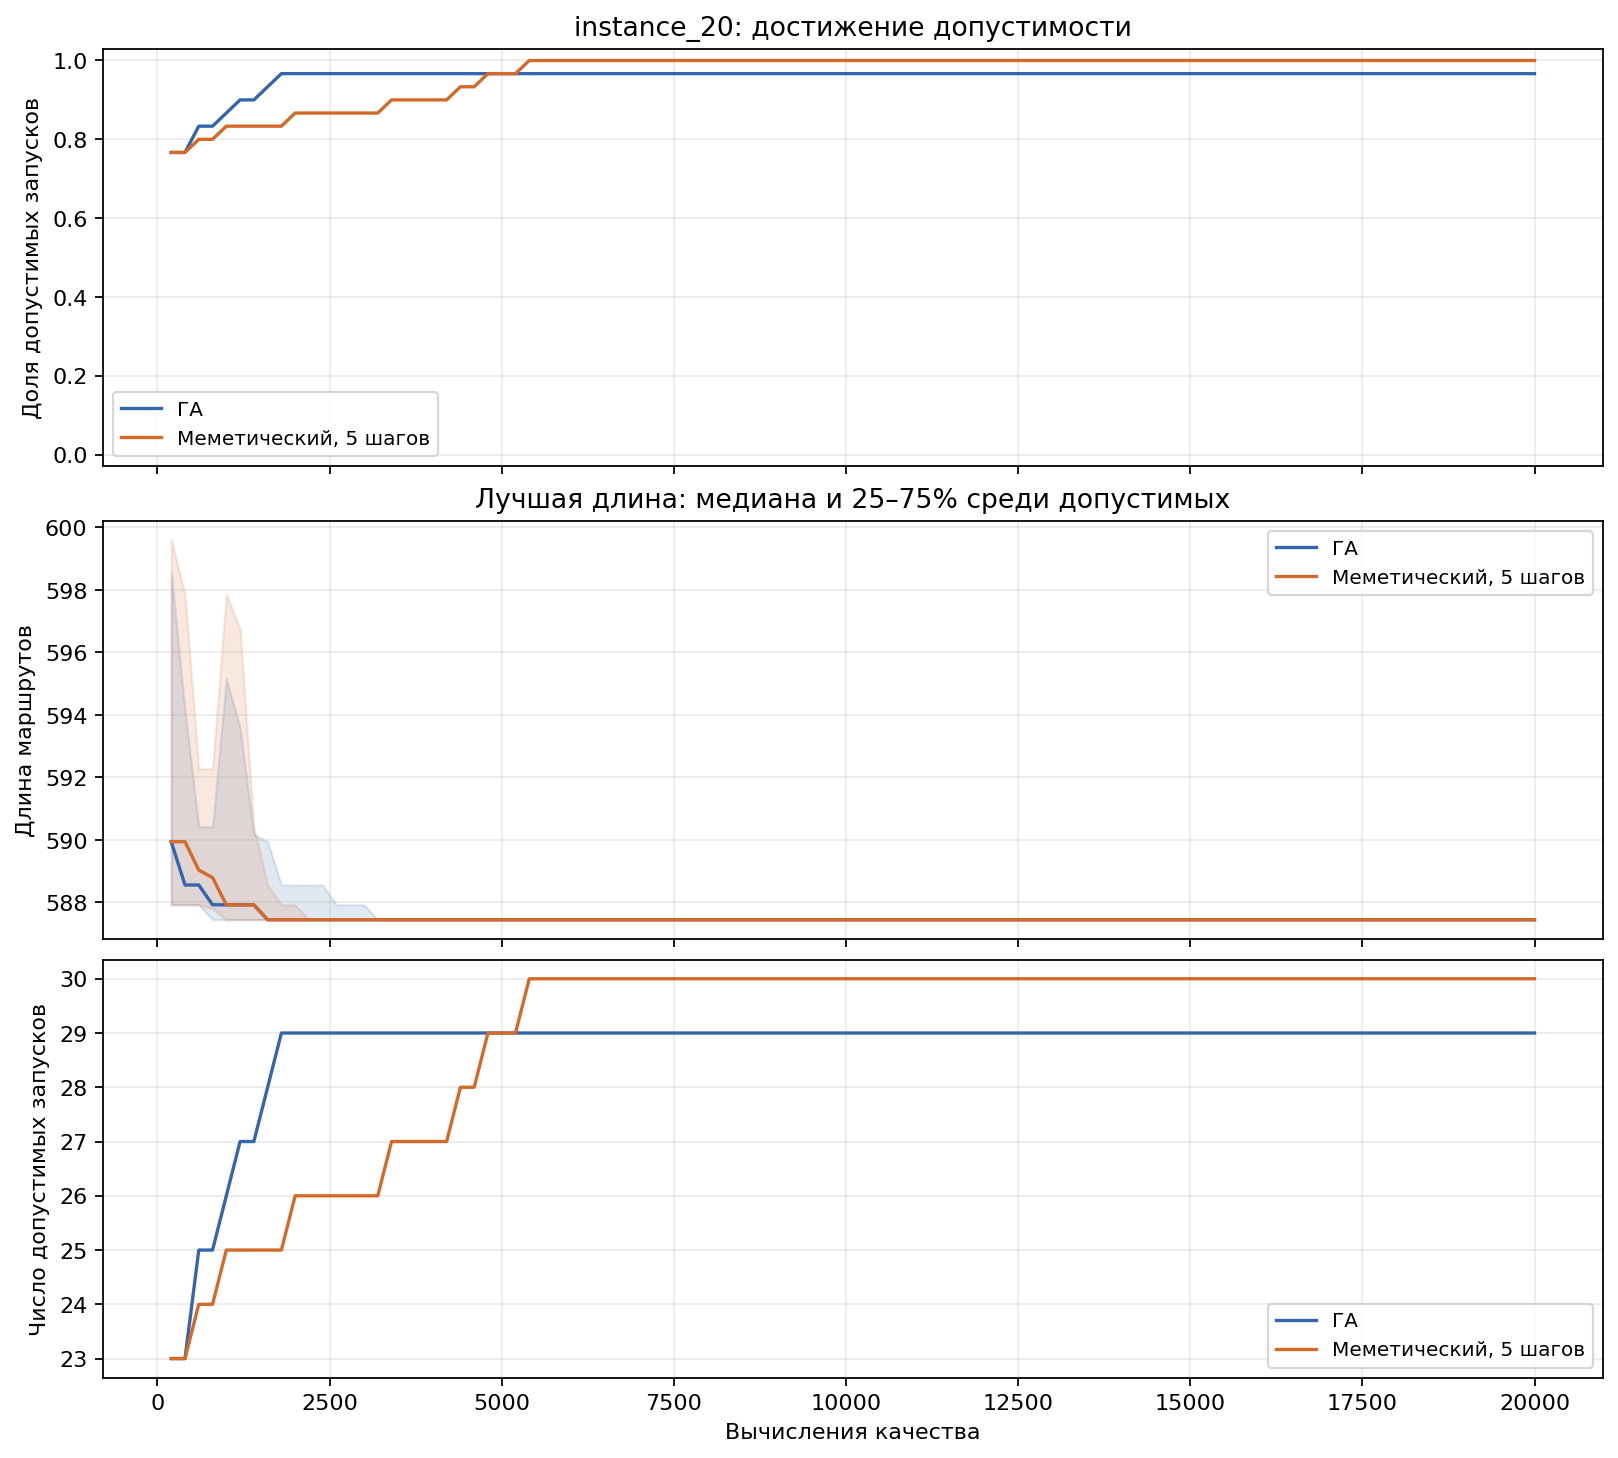 instance_20: достижение допустимости
Доля допустимых запусков
1.0
0.8
0.6
0.4
0.2
0.0
ГА
Меметический, 5 шагов
Лучшая длина: медиана и 25–75% среди допустимых
Длина маршрутов
600
598
596
594
592
590
588
ГА
Меметический, 5 шагов
Число допустимых запусков
30
29
28
27
26
25
24
23
ГА
Меметический, 5 шагов
0 2500 5000 7500 10000 12500 15000 17500 20000
Вычисления качества